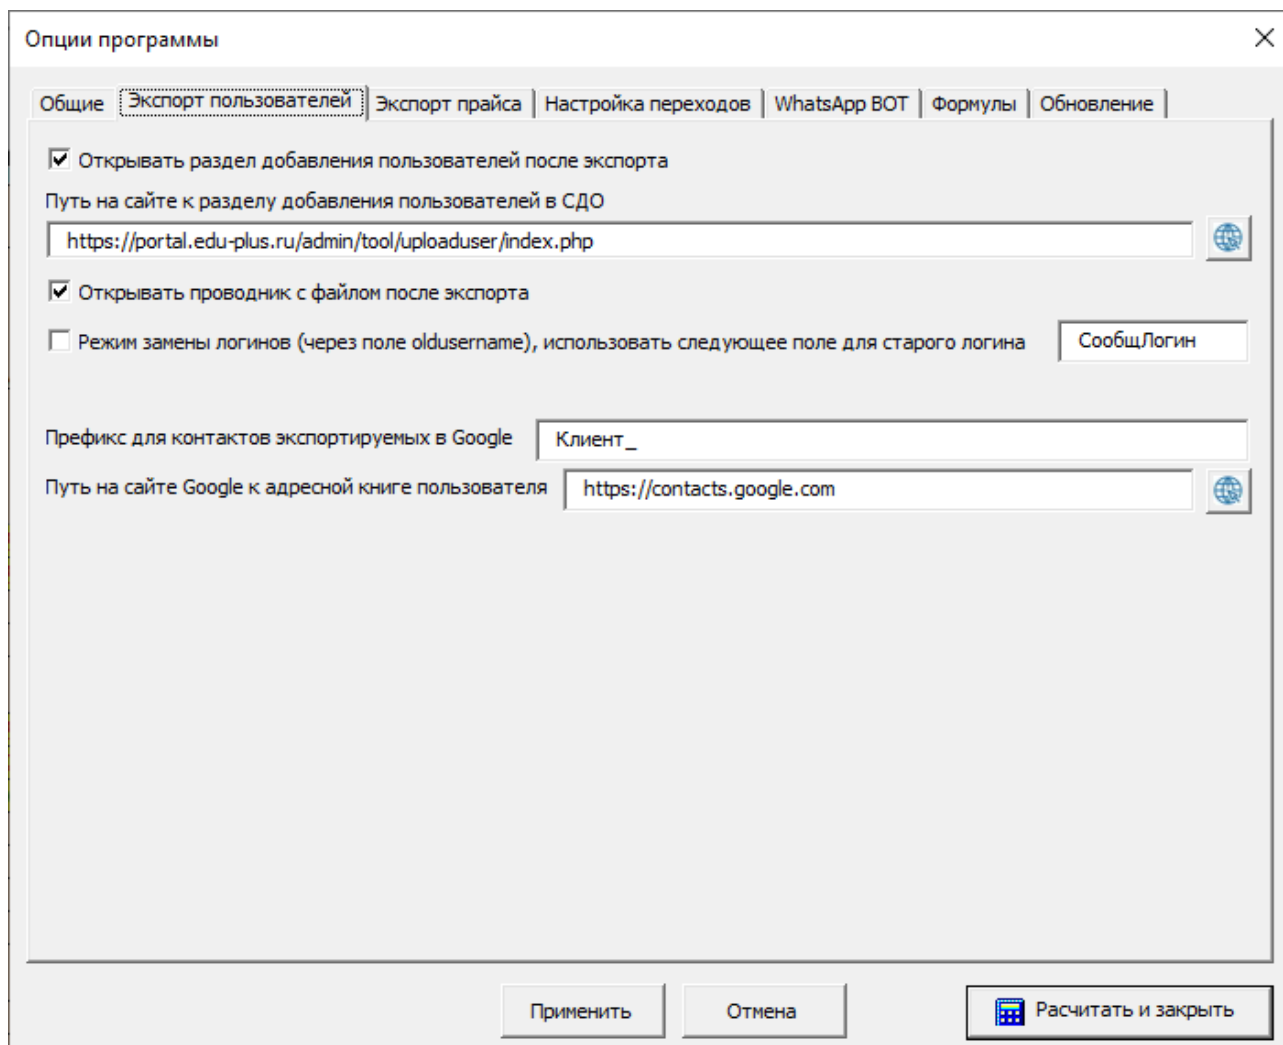 Опции программы
Общие Экспорт пользователей Экспорт прайса Настройка переходов WhatsApp BOT Формулы Обновление
Открывать раздел добавления пользователей после экспорта
Путь на сайте к разделу добавления пользователей в СДО
https://portal.edu-plus.ru/admin/tool/uploaduser/index.php
Открывать проводник с файлом после экспорта
Режим замены логинов (через поле oldusername), использовать следующее поле для старого логина СообщЛогин
Префикс для контактов экспортируемых в Google Клиент_
Путь на сайте Google к адресной книге пользователя https://contacts.google.com
Применить Отмена Расчитать и закрыть